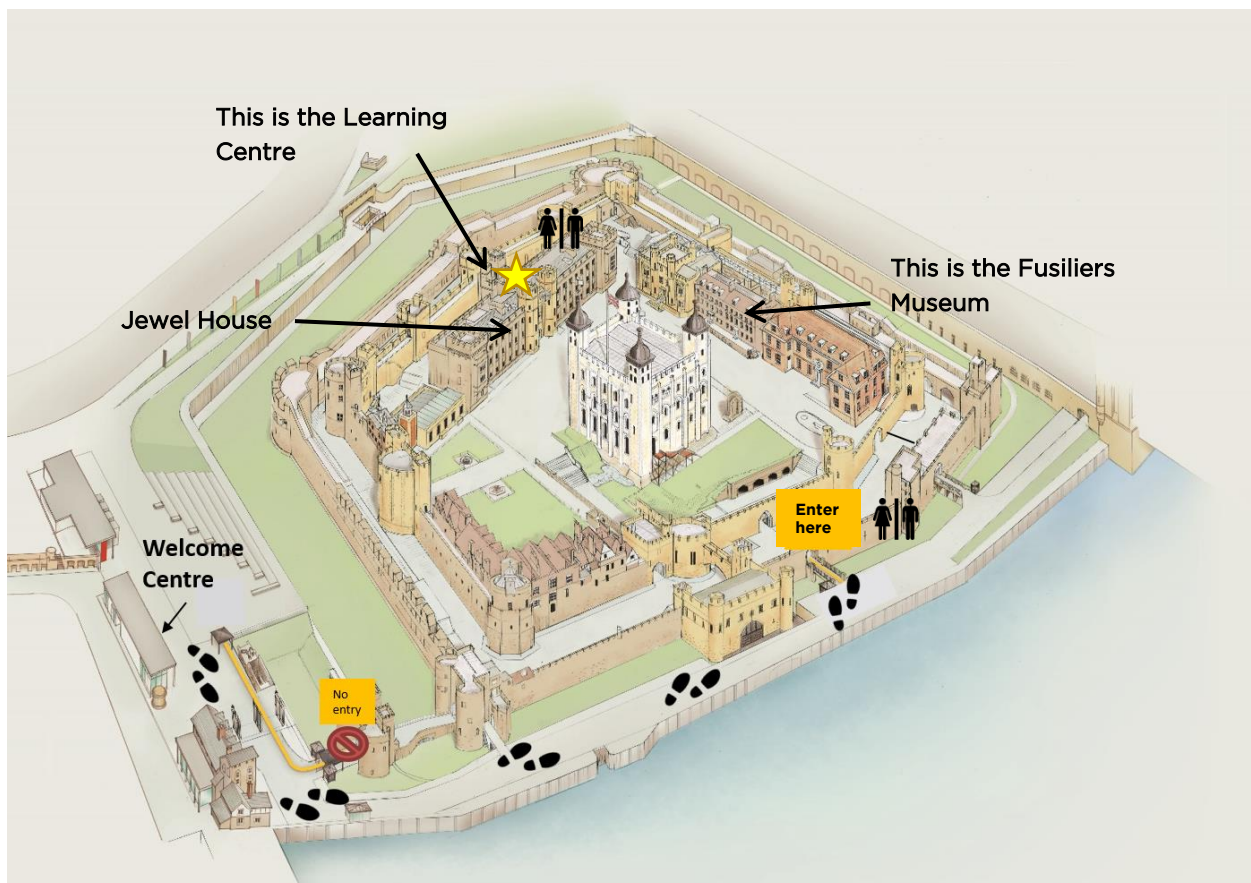 This is the Learning
Centre
This is the Fusiliers
Museum
Jewel House
Enter
here
Welcome
Centre
No
entry